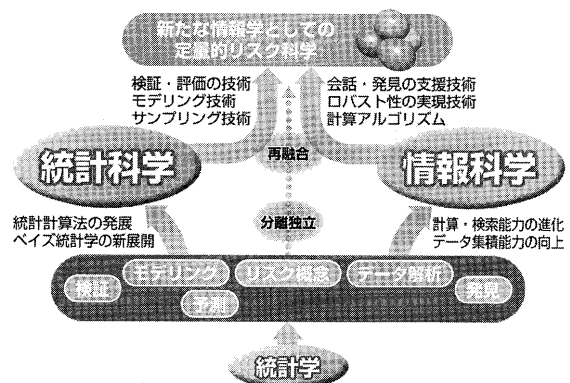 新たな情報学としての
定量的リスク科学
検証・評価の技術
モデリング技術
サンプリング技術
会話・発見の支援技術
ロバスト性の実現技術
計算アルゴリズム
統計科学
再融合
情報科学
統計計算法の発展
ベイズ統計学の新展開
分離独立
計算・検索能力の進化
データ集積能力の向上
検証
モデリング
予測
リスク概念
データ解析
発見
統計学